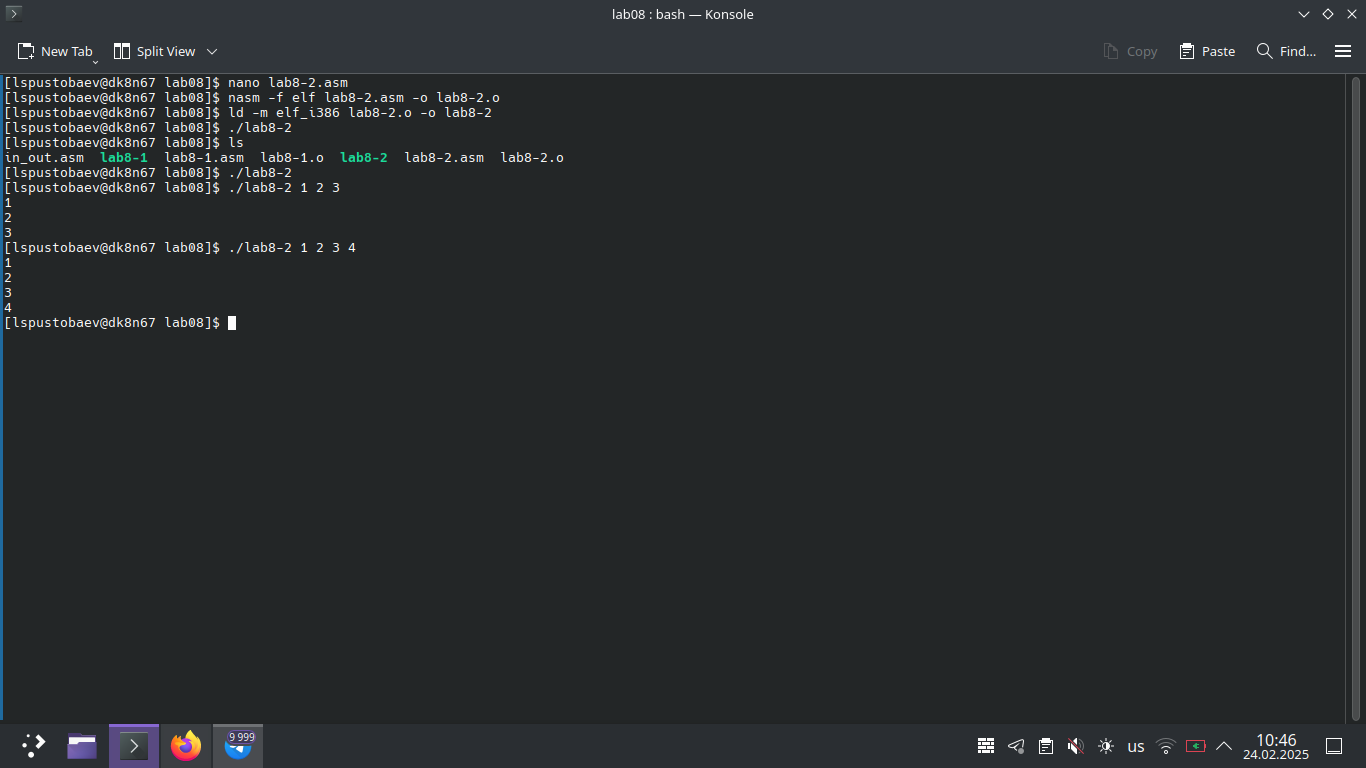 lab08 : bash — Konsole
New Tab Split View Copy Paste Find...
[lspustobaev@dk8n67 lab08]$ nano lab8-2.asm
[lspustobaev@dk8n67 lab08]$ nasm -f elf lab8-2.asm -o lab8-2.o
[lspustobaev@dk8n67 lab08]$ ld -m elf_i386 lab8-2.o -o lab8-2
[lspustobaev@dk8n67 lab08]$ ./lab8-2
[lspustobaev@dk8n67 lab08]$ ls
in_out.asm  lab8-1  lab8-1.asm  lab8-1.o  lab8-2  lab8-2.asm  lab8-2.o
[lspustobaev@dk8n67 lab08]$ ./lab8-2
[lspustobaev@dk8n67 lab08]$ ./lab8-2 1 2 3
1
2
3
[lspustobaev@dk8n67 lab08]$ ./lab8-2 1 2 3 4
1
2
3
4
[lspustobaev@dk8n67 lab08]$
9 999
us
10:46
24.02.2025